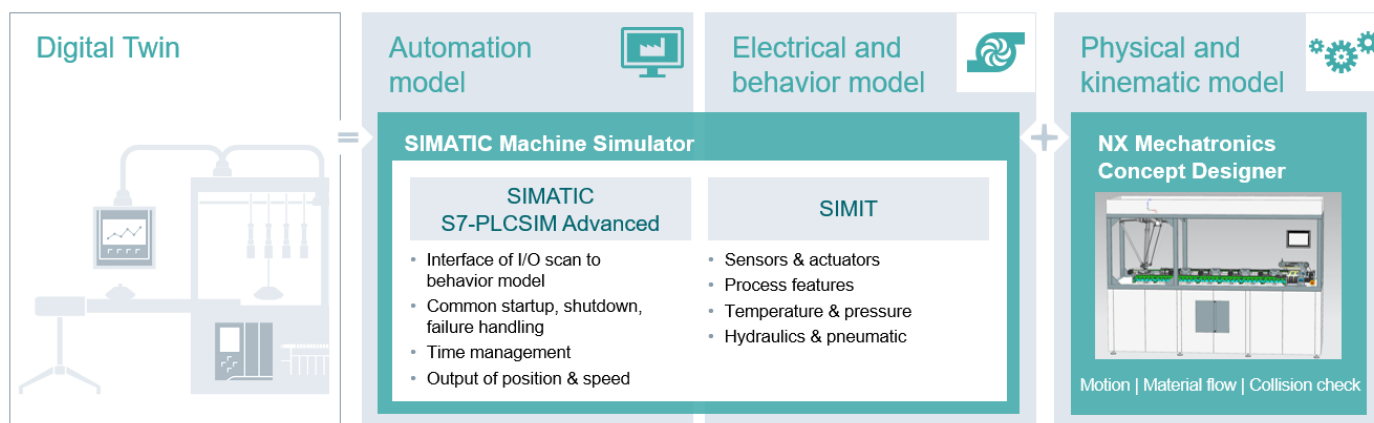 Digital Twin
=
Automation
model
Electrical and
behavior model
+
Physical and
kinematic model
SIMATIC Machine Simulator
SIMATIC
S7-PLCSIM Advanced
• Interface of I/O scan to
behavior model
• Common startup, shutdown,
failure handling
• Time management
• Output of position & speed
SIMIT
• Sensors & actuators
• Process features
• Temperature & pressure
• Hydraulics & pneumatic
NX Mechatronics
Concept Designer
Motion | Material flow | Collision check